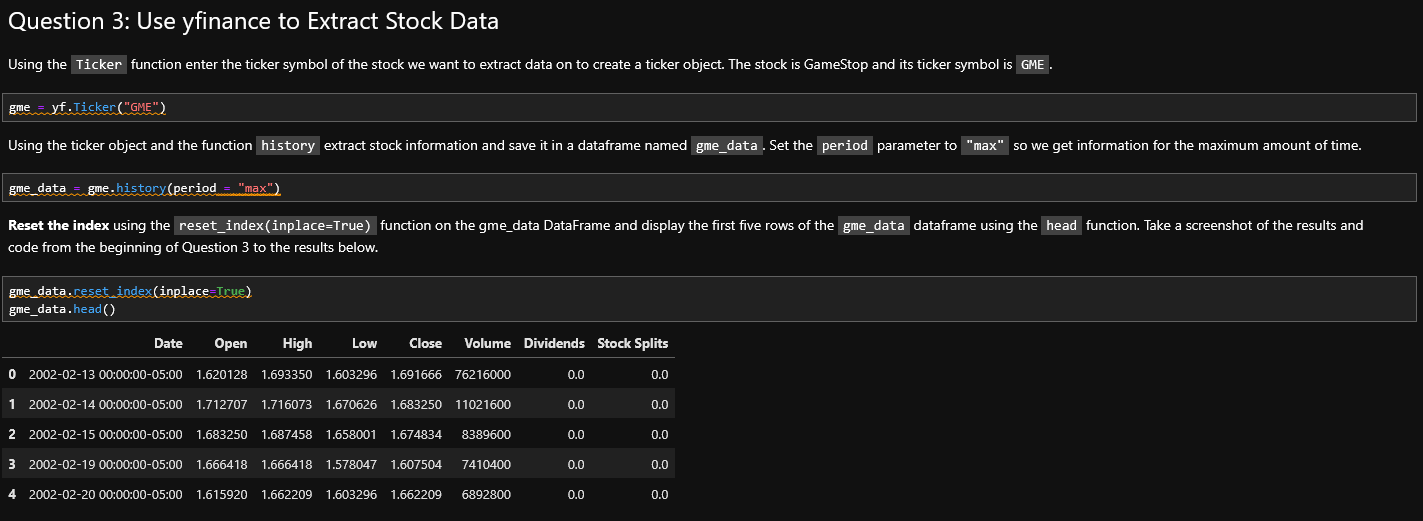 Question 3: Use yfinance to Extract Stock Data
Using the Ticker function enter the ticker symbol of the stock we want to extract data on to create a ticker object. The stock is GameStop and its ticker symbol is GME.
gme = yf.Ticker("GME")
Using the ticker object and the function history extract stock information and save it in a dataframe named gme_data. Set the period parameter to "max" so we get information for the maximum amount of time.
gme_data = gme.history(period = "max")
Reset the index using the reset_index(inplace=True) function on the gme_data DataFrame and display the first five rows of the gme_data dataframe using the head function. Take a screenshot of the results and
code from the beginning of Question 3 to the results below.
gme_data.reset_index(inplace=True)
gme_data.head()
Date Open High Low Close Volume Dividends Stock Splits
0 2002-02-13 00:00:00-05:00 1.620128 1.693350 1.603296 1.691666 76216000 0.0 0.0
1 2002-02-14 00:00:00-05:00 1.712707 1.716073 1.670626 1.683250 11021600 0.0 0.0
2 2002-02-15 00:00:00-05:00 1.683250 1.687458 1.658001 1.674834 8389600 0.0 0.0
3 2002-02-19 00:00:00-05:00 1.666418 1.666418 1.578047 1.607504 7410400 0.0 0.0
4 2002-02-20 00:00:00-05:00 1.615920 1.662209 1.603296 1.662209 6892800 0.0 0.0